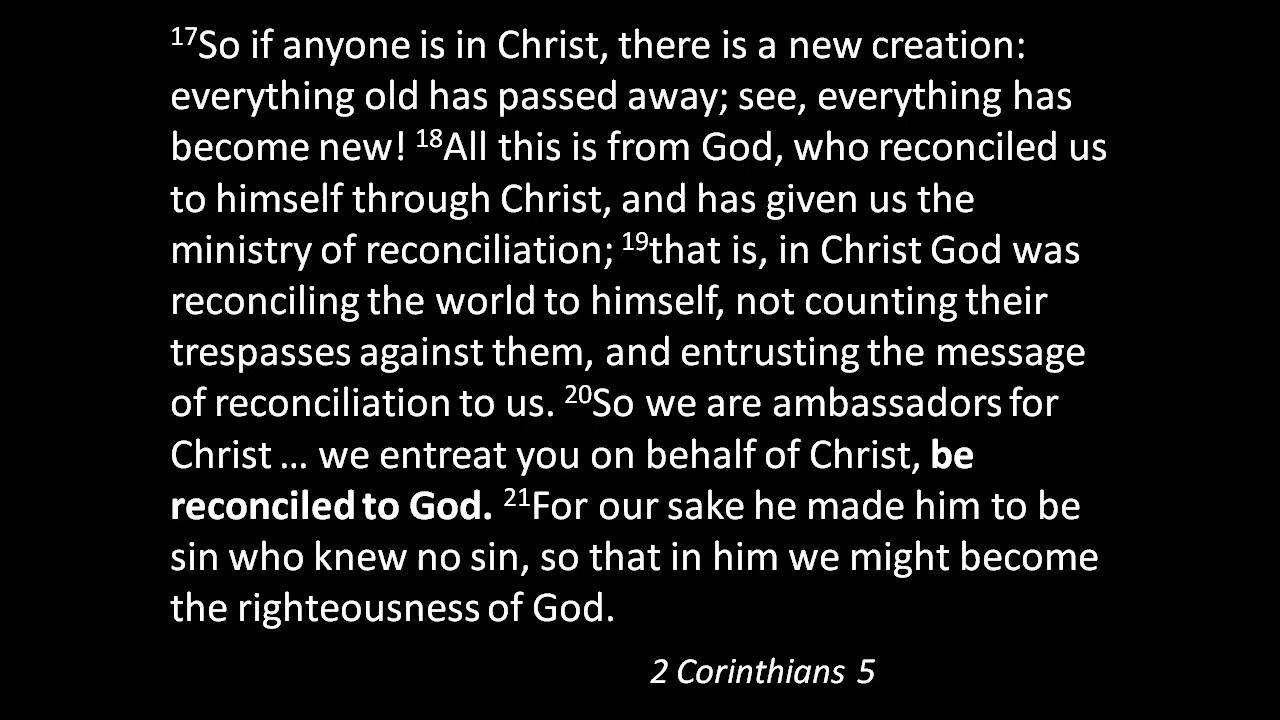 17So if anyone is in Christ, there is a new creation:
everything old has passed away; see, everything has
become new! 18All this is from God, who reconciled us
to himself through Christ, and has given us the
ministry of reconciliation; 19that is, in Christ God was
reconciling the world to himself, not counting their
trespasses against them, and entrusting the message
of reconciliation to us. 20So we are ambassadors for
Christ … we entreat you on behalf of Christ, be
reconciled to God. 21For our sake he made him to be
sin who knew no sin, so that in him we might become
the righteousness of God.
2 Corinthians 5